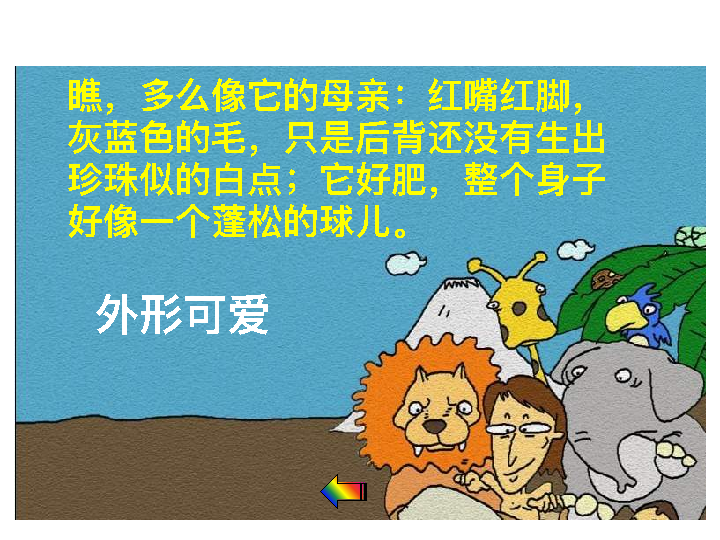 瞧，多么像它的母亲：红嘴红脚，
灰蓝色的毛，只是后背还没有生出
珍珠似的白点；它好肥，整个身子
好像一个蓬松的球儿。
外形可爱